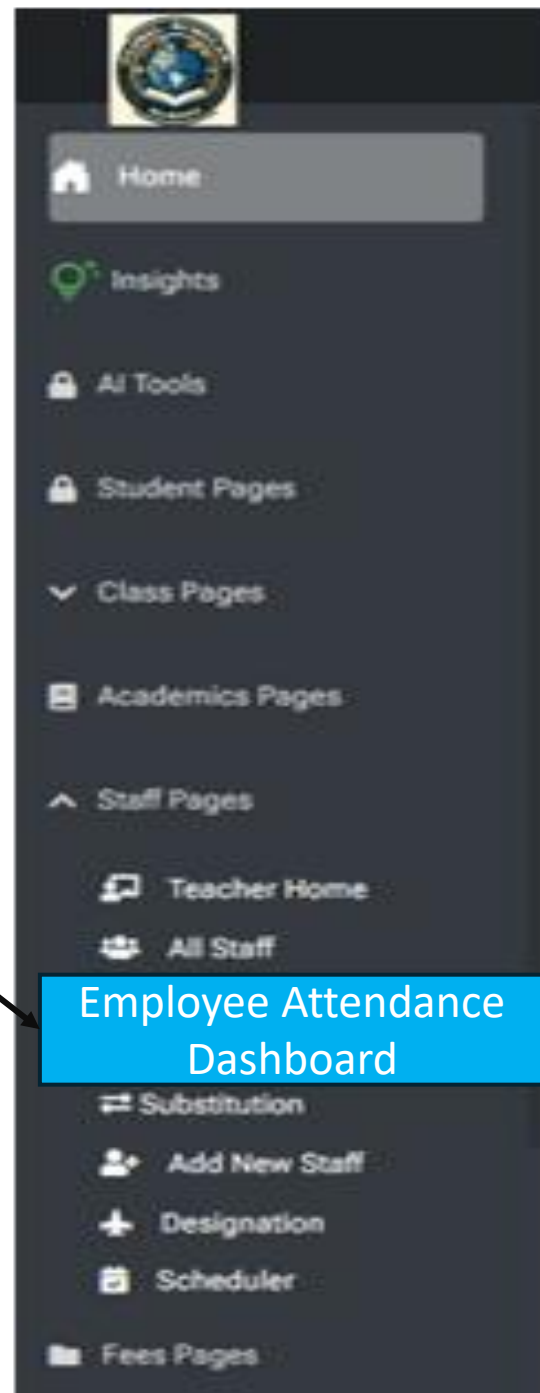 Home
Insights
AI Tools
Student Pages
Class Pages
Academics Pages
Staff Pages
Teacher Home
All Staff
Employee Attendance
Dashboard
Substitution
Add New Staff
Designation
Scheduler
Fees Pages